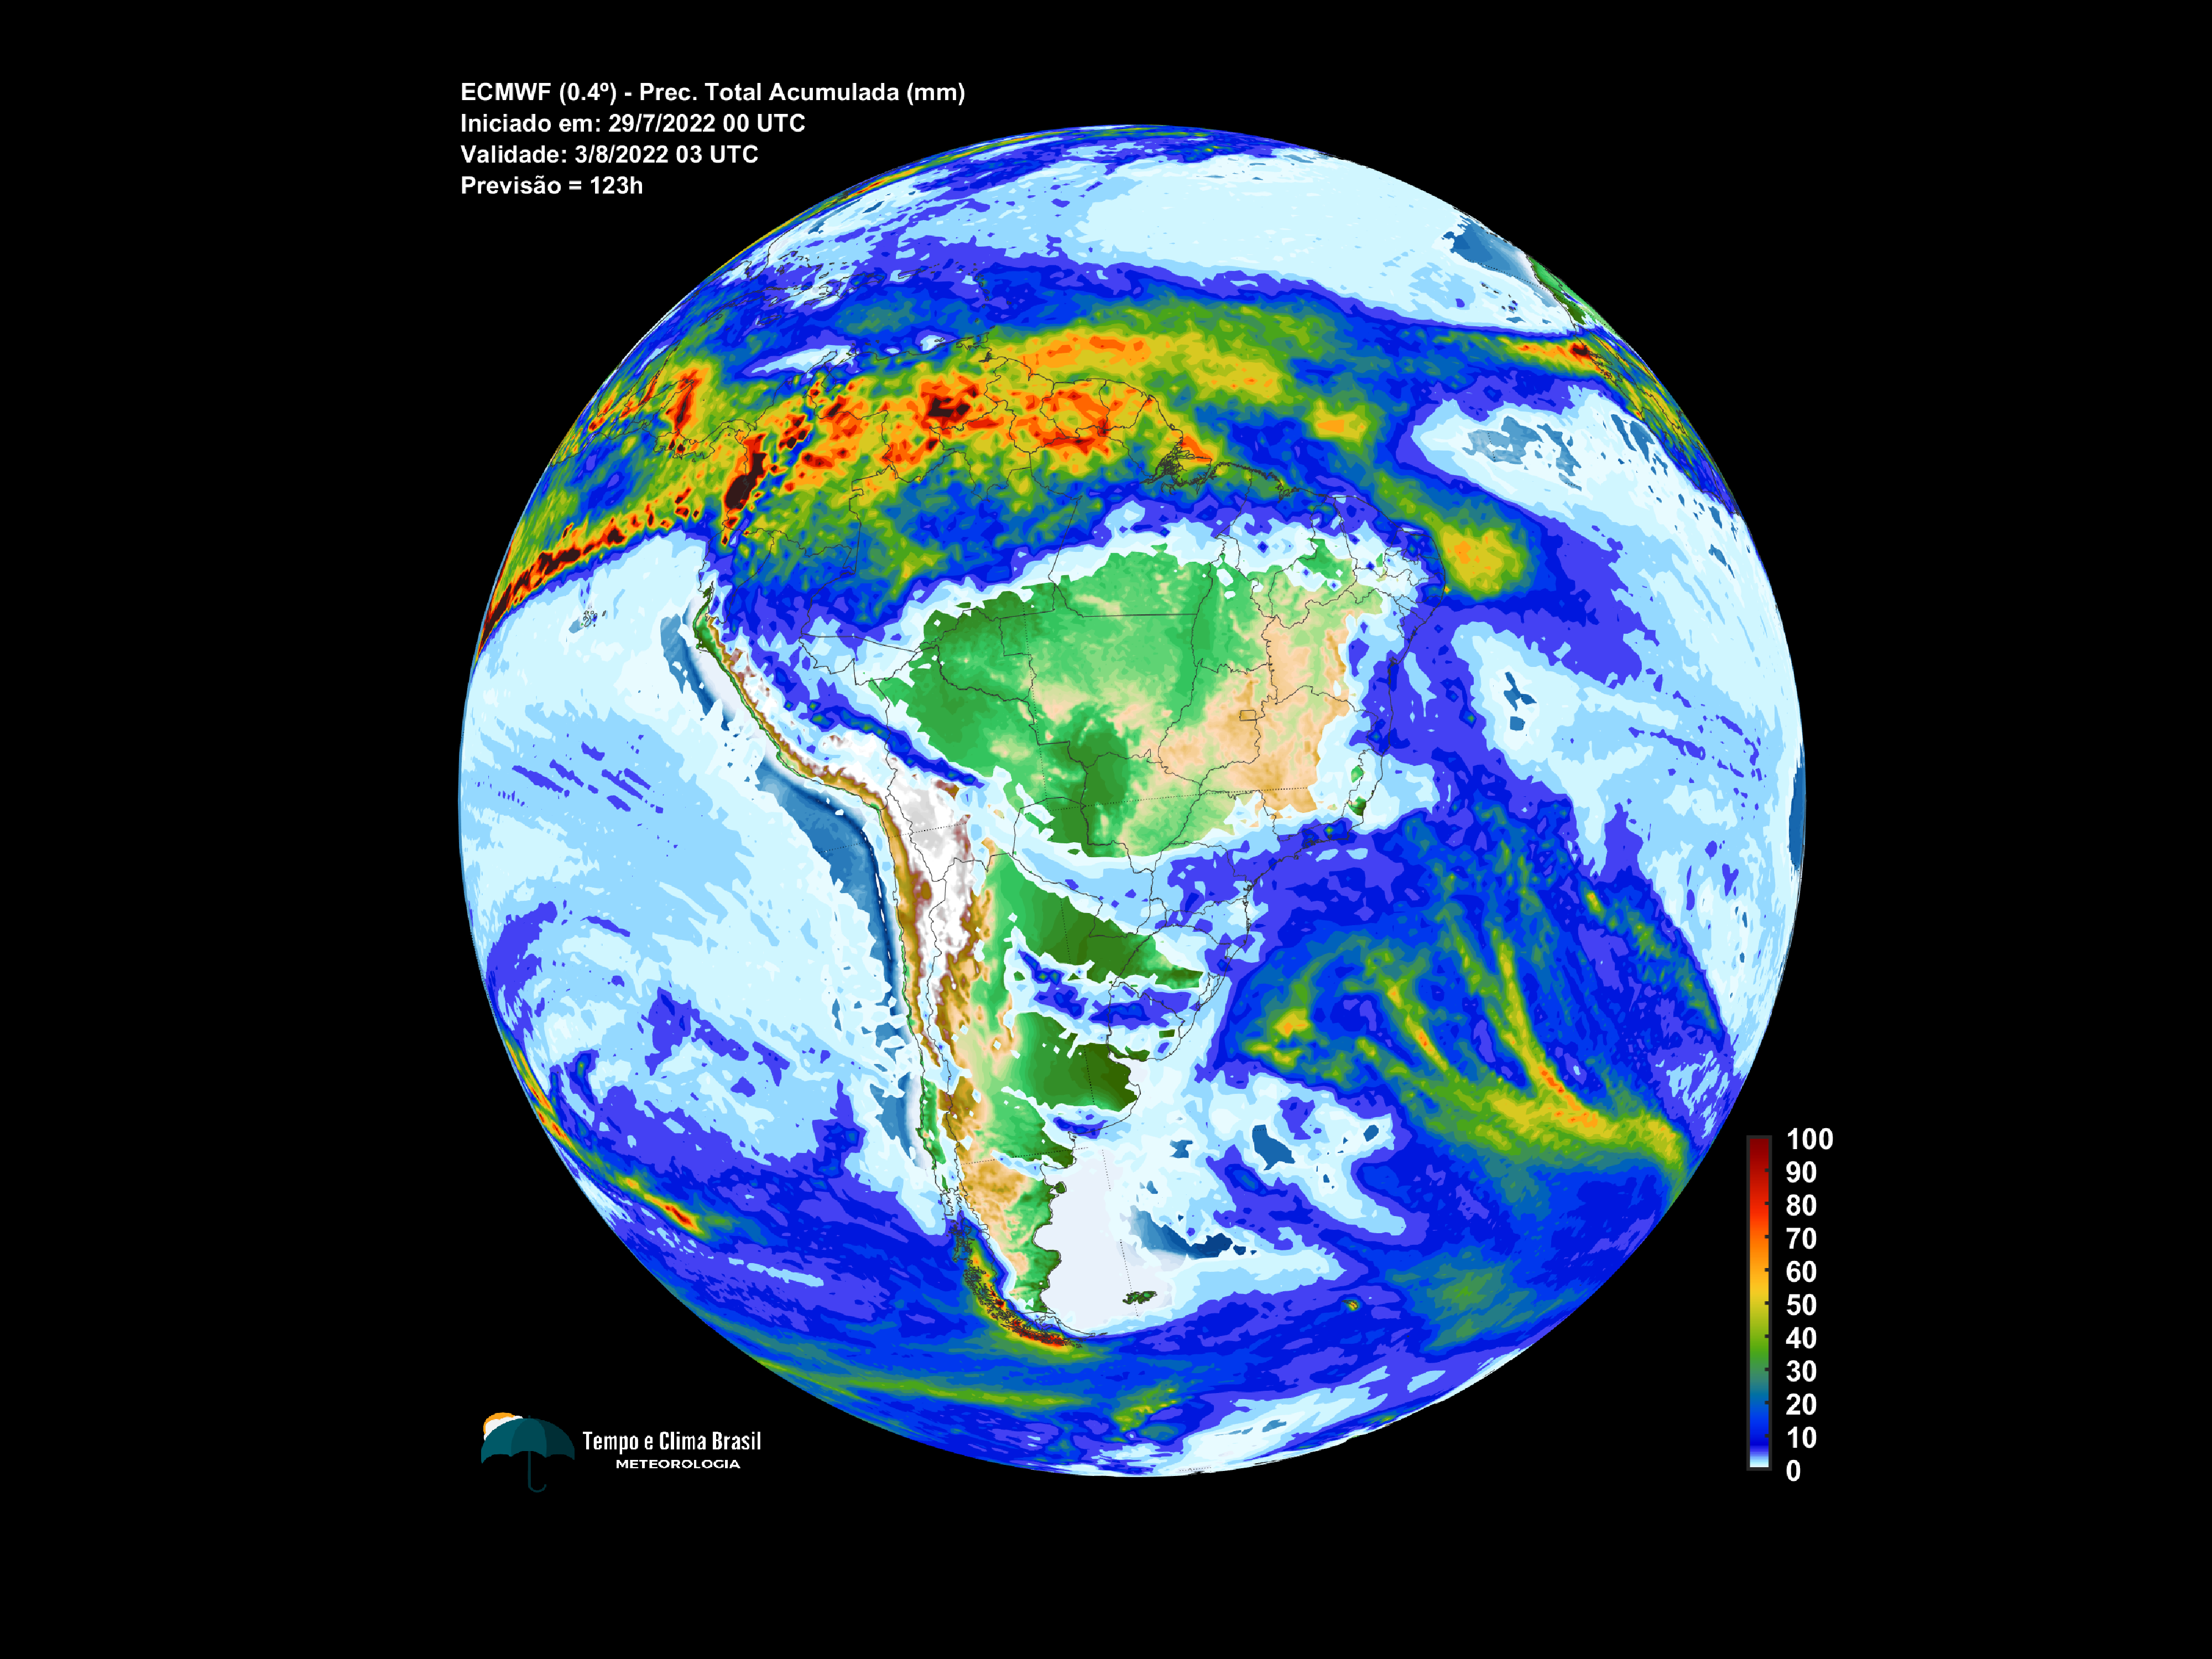 ECMWF (0.4º) - Prec. Total Acumulada (mm)
Iniciado em: 29/7/2022 00 UTC
Validade: 3/8/2022 03 UTC
Previsão = 123h
100
90
80
70
60
50
40
30
20
10
0
Tempo e Clima Brasil
METEOROLOGIA